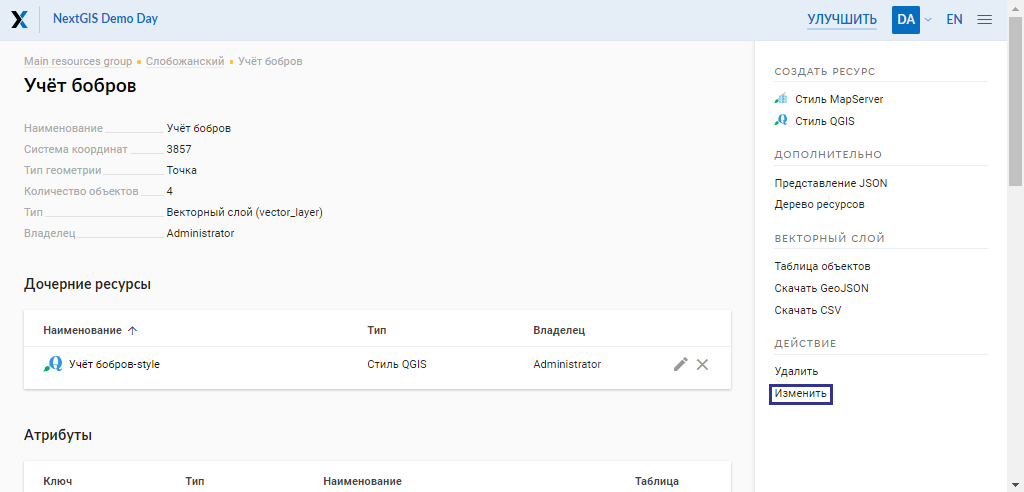 NextGIS Demo Day
УЛУЧШИТЬ
DA
EN
Main resources group
Слобожанский
Учёт бобров
Учёт бобров
Наименование Учёт бобров
Система координат 3857
Тип геометрии Точка
Количество объектов 4
Тип Векторный слой (vector_layer)
Владелец Administrator
Дочерние ресурсы
Наименование Тип Владелец
Учёт бобров-style Стиль QGIS Administrator
Атрибуты
Ключ Тип Наименование Таблица
СОЗДАТЬ РЕСУРС
Стиль MapServer
Стиль QGIS
ДОПОЛНИТЕЛЬНО
Представление JSON
Дерево ресурсов
ВЕКТОРНЫЙ СЛОЙ
Таблица объектов
Скачать GeoJSON
Скачать CSV
ДЕЙСТВИЕ
Удалить
Изменить